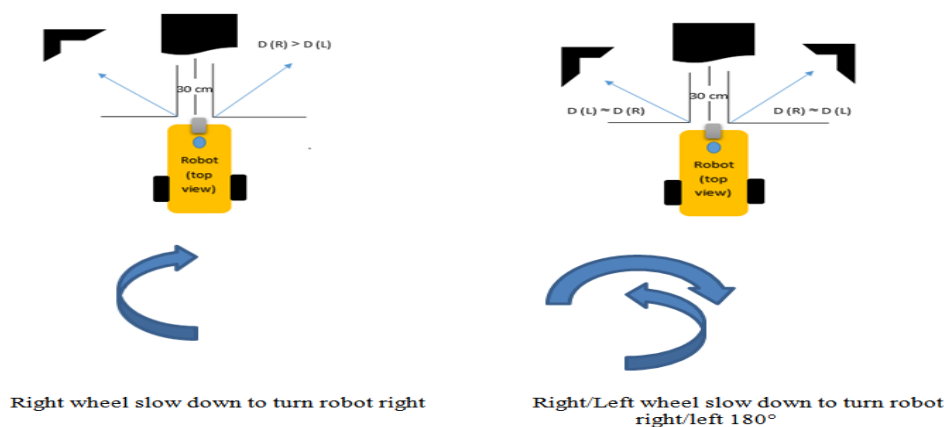 D (R) > D (L)
30 cm
Robot
(top
view)
Right wheel slow down to turn robot right
30 cm
D (L) ~ D (R)
D (R) ~ D (L)
Robot
(top
view)
Right/Left wheel slow down to turn robot
right/left 180°